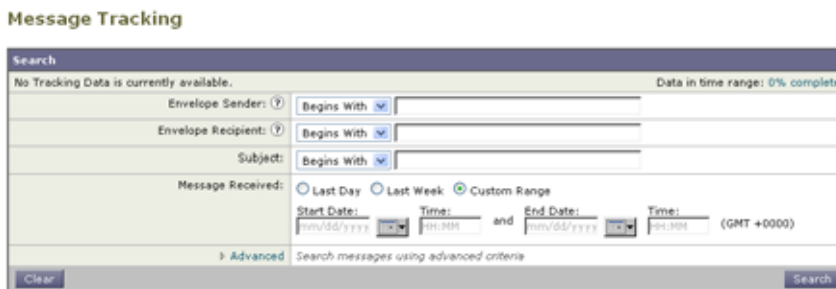 Message Tracking
Search
No Tracking Data is currently available. Data in time range: 0% complete
Envelope Sender: (?) Begins With
Envelope Recipient: (?) Begins With
Subject: Begins With
Message Received: Last Day Last Week Custom Range
Start Date: Time: End Date: Time:
mm/dd/yyyy HH:MM and mm/dd/yyyy HH:MM (GMT +0000)
Advanced Search messages using advanced criteria
Clear Search